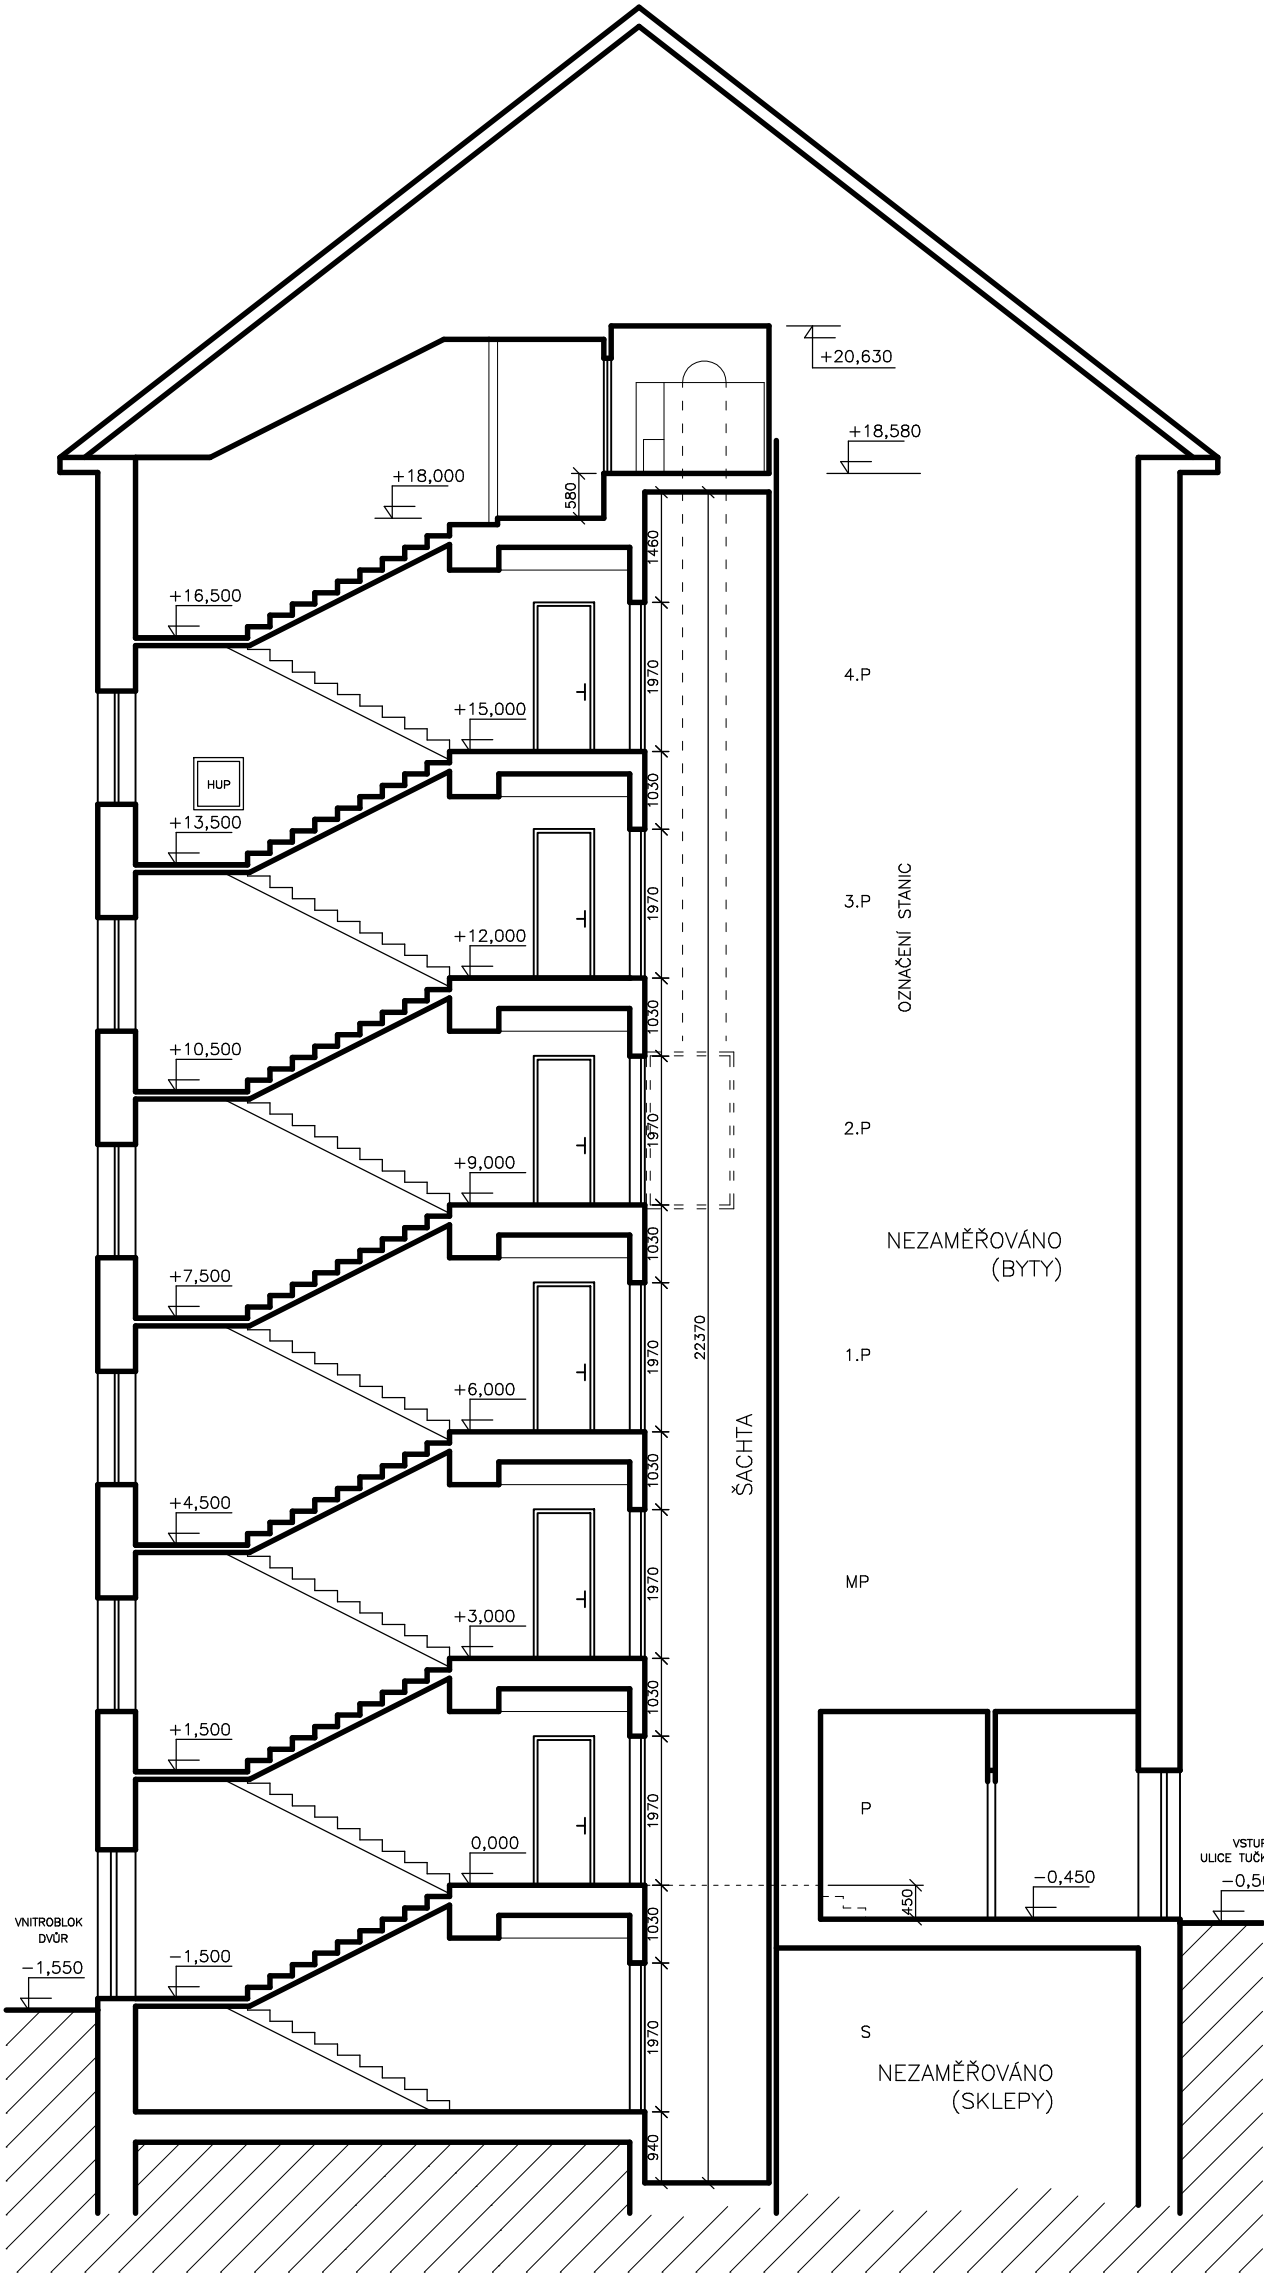 +20,630
+18,580
+18,000
580
1460
+16,500
1970
4.P
+15,000
HUP
1030
+13,500
OZNAČENÍ STANIC
3.P
1970
+12,000
1030
+10,500
1970
2.P
+9,000
NEZAMĚŘOVÁNO
(BYTY)
1030
+7,500
22370
1970
1.P
+6,000
ŠACHTA
1030
+4,500
1970
MP
+3,000
1030
+1,500
1970
P
0,000
VSTUP
ULICE TUČK
−0,450
450
VNITROBLOK
DVŮR
1030
−1,500
−1,550
S
1970
NEZAMĚŘOVÁNO
(SKLEPY)
940